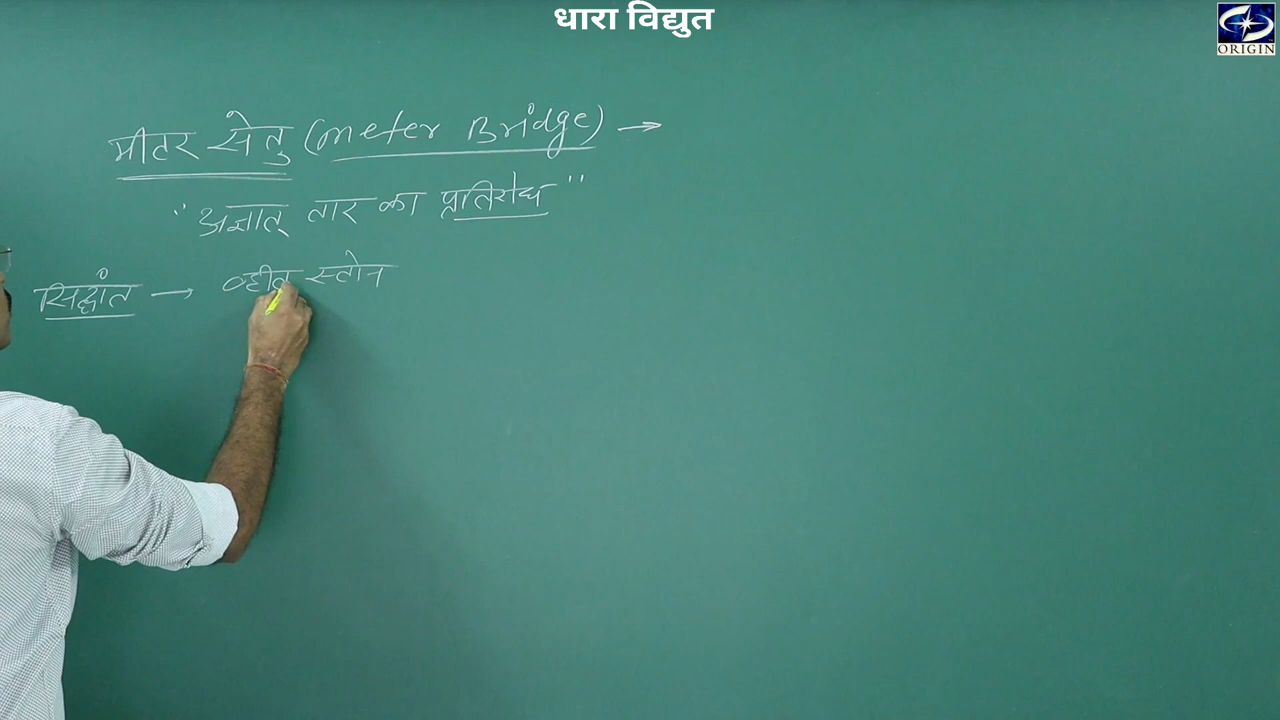 धारा विद्युत
ORIGIN
मीटर सेतु (meter Bridge) →
"अज्ञात् तार का प्रतिरोध"
सिद्धांत → व्हीत स्टोन